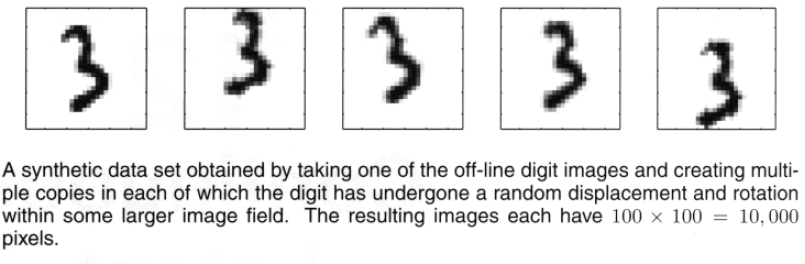 A synthetic data set obtained by taking one of the off-line digit images and creating multi-
ple copies in each of which the digit has undergone a random displacement and rotation
within some larger image field. The resulting images each have 100 × 100 = 10, 000
pixels.